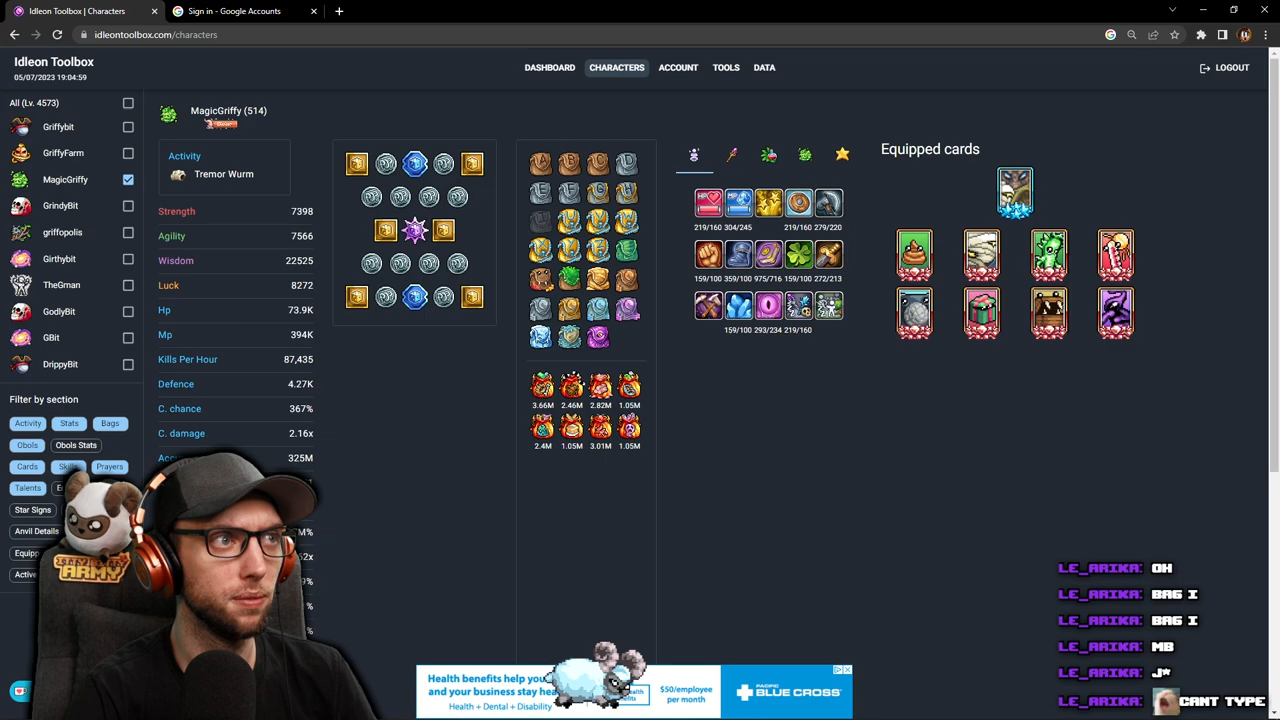 Idleon Toolbox
Characters
Sign in - Google Accounts
idleontoolbox.com/characters
Idleon Toolbox
05/07/2023 19:04:59
DASHBOARD
CHARACTERS
ACCOUNT
TOOLS
DATA
LOGOUT
All (Lv. 4573)
Griffybit
GriffyFarm
MagicGriffy
GrindyBit
griffopolis
Girthybit
TheGman
GodlyBit
GBit
DrippyBit
Filter by section
Activity
Stats
Bags
Obols
Obols Stats
Cards
Skills
Prayers
Talents
Star Signs
Anvil Details
MagicGriffy (514)
Activity
Tremor Wurm
Strength 7398
Agility 7566
Wisdom 22525
Luck 8272
Hp 73.9K
Mp 394K
Kills Per Hour 87,435
Defence 4.27K
C. chance 367%
C. damage 2.16x
325M
3.66M 2.46M 2.82M 1.05M
2.4M 1.05M 3.01M 1.05M
219/160 304/245 219/160 279/220
159/100 359/100 975/716 159/100 272/213
159/100 293/234 219/160
Equipped cards
ARMY
Health benefits help you
and your business stay
Health + Dental + Disability
$50/employee
per month
PACIFIC
BLUE CROSS
LE_ARIKA: OH
LE_ARIKA: BAG I
LE_ARIKA: BAG I
LE_ARIKA: MB
LE_ARIKA: J*
LE_ARIKA: CANT TYPE